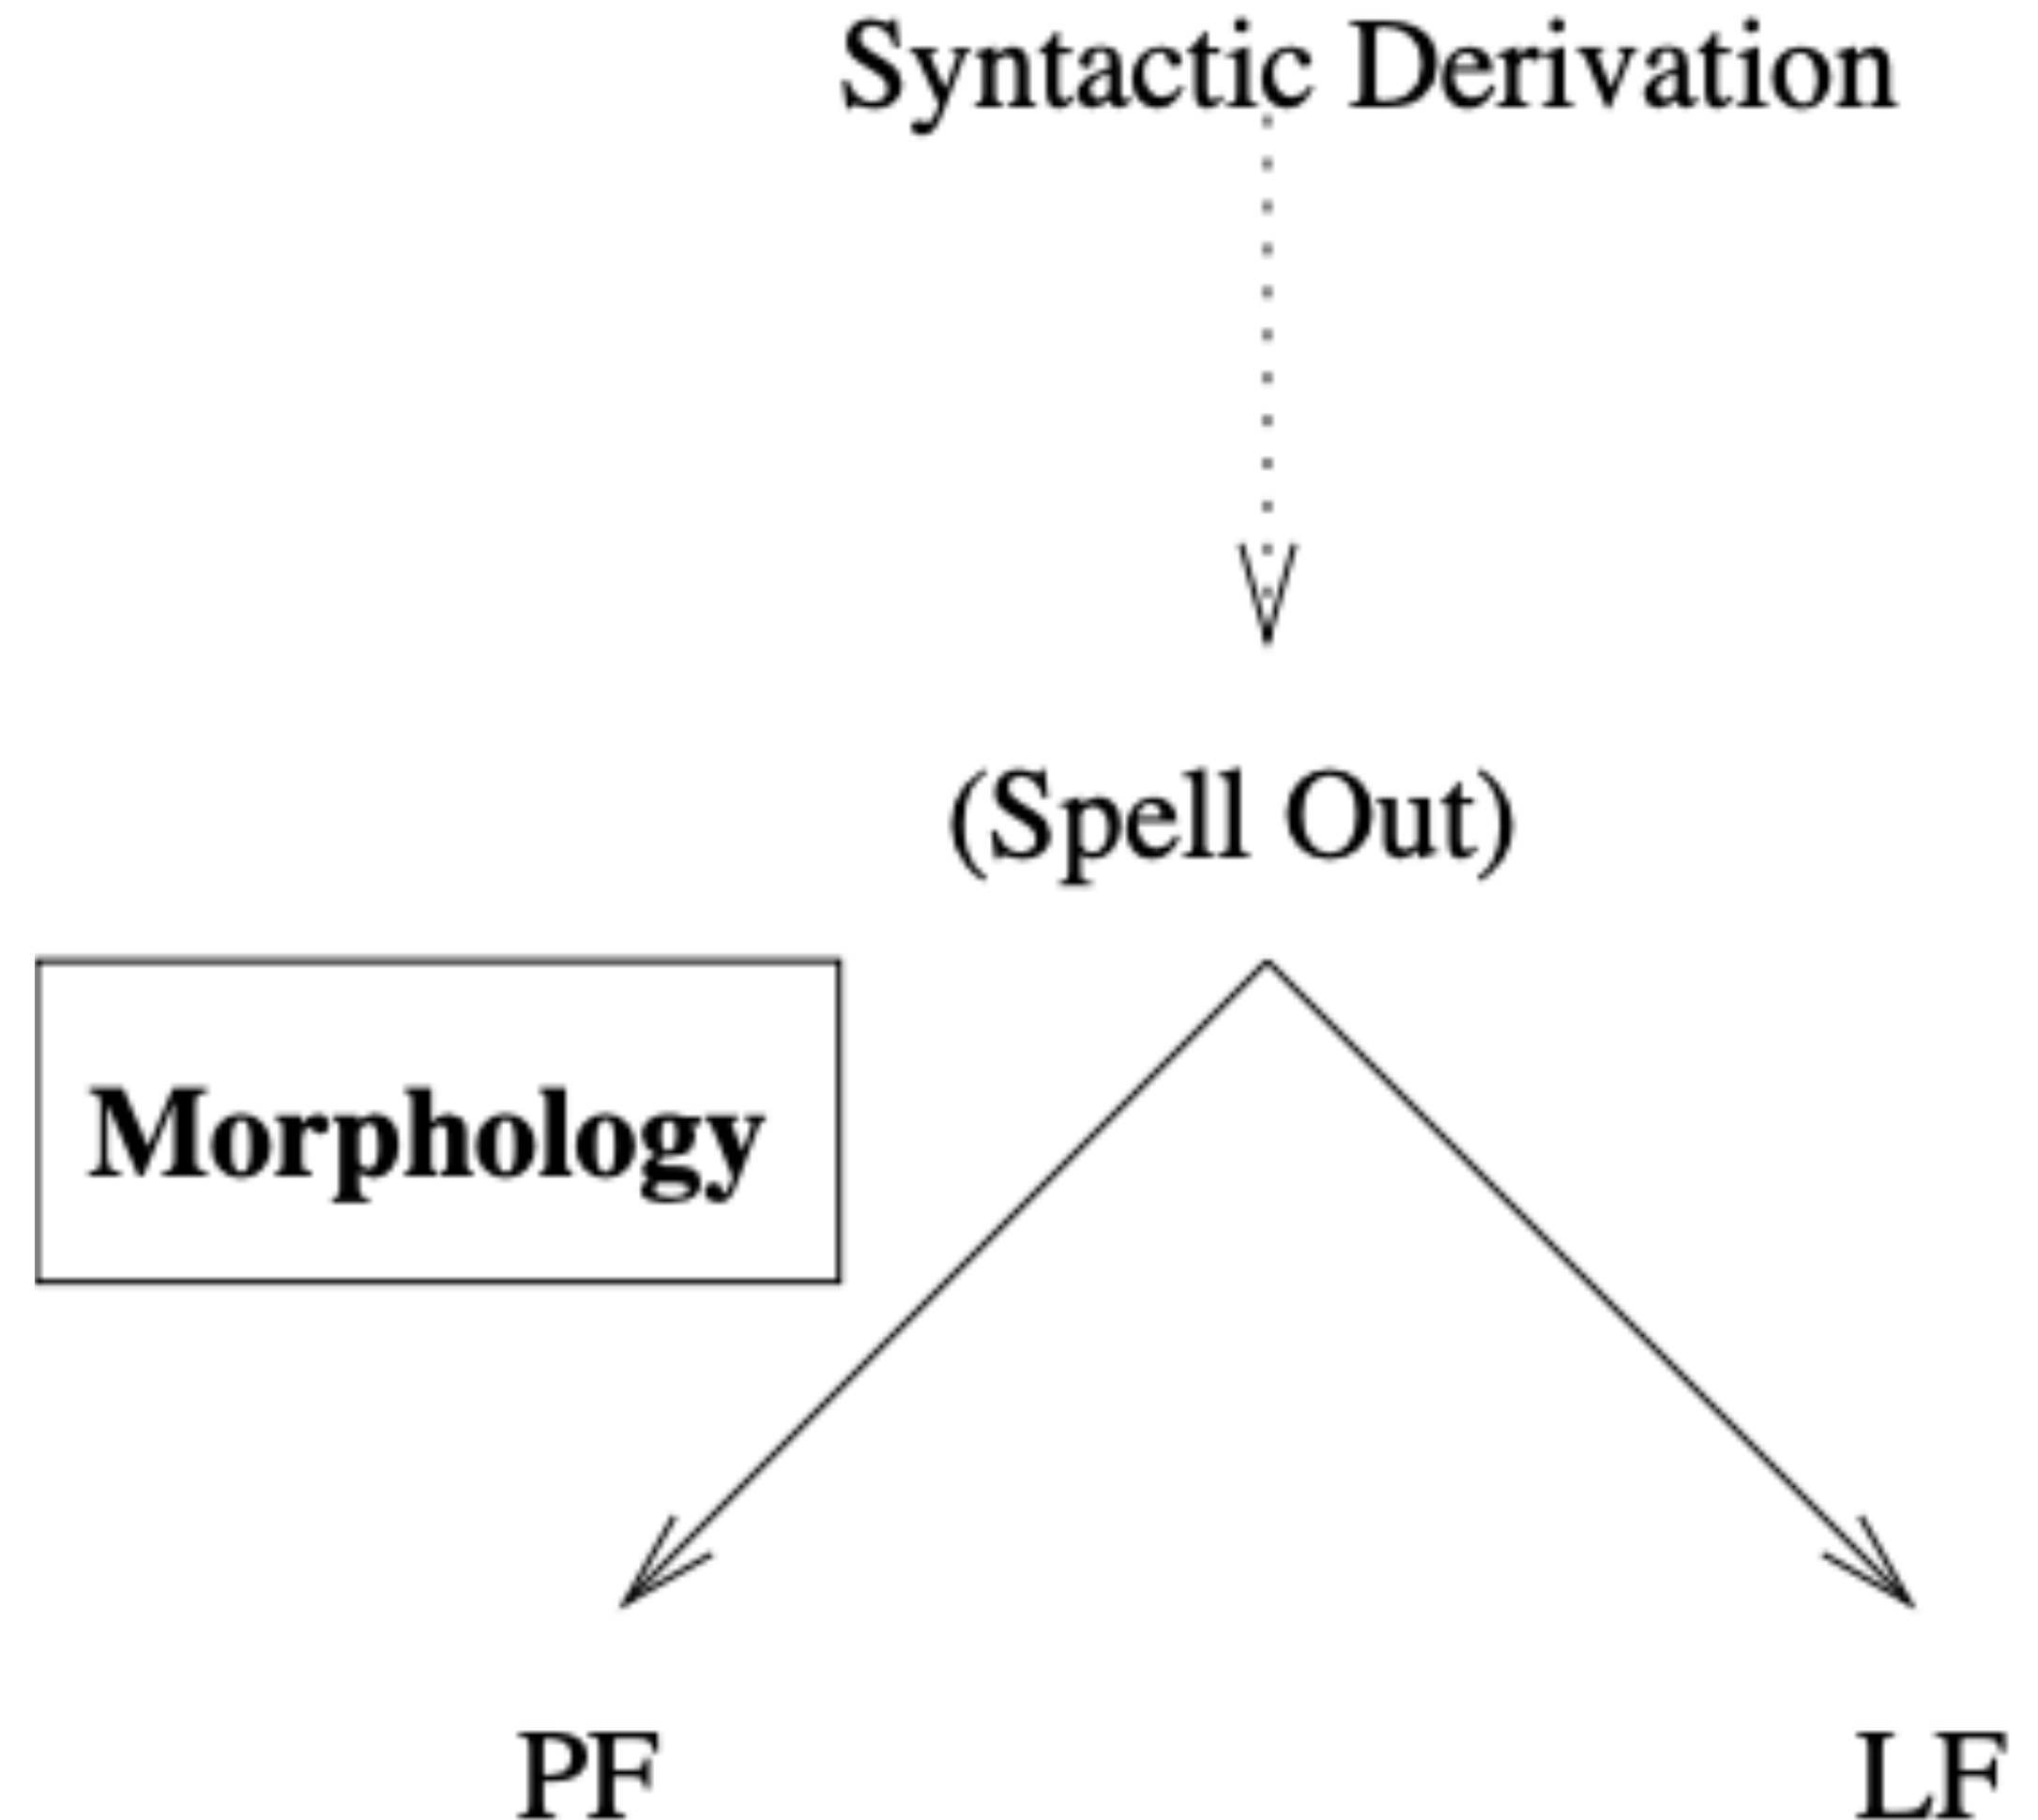 Syntactic Derivation
(Spell Out)
Morphology
PF
LF